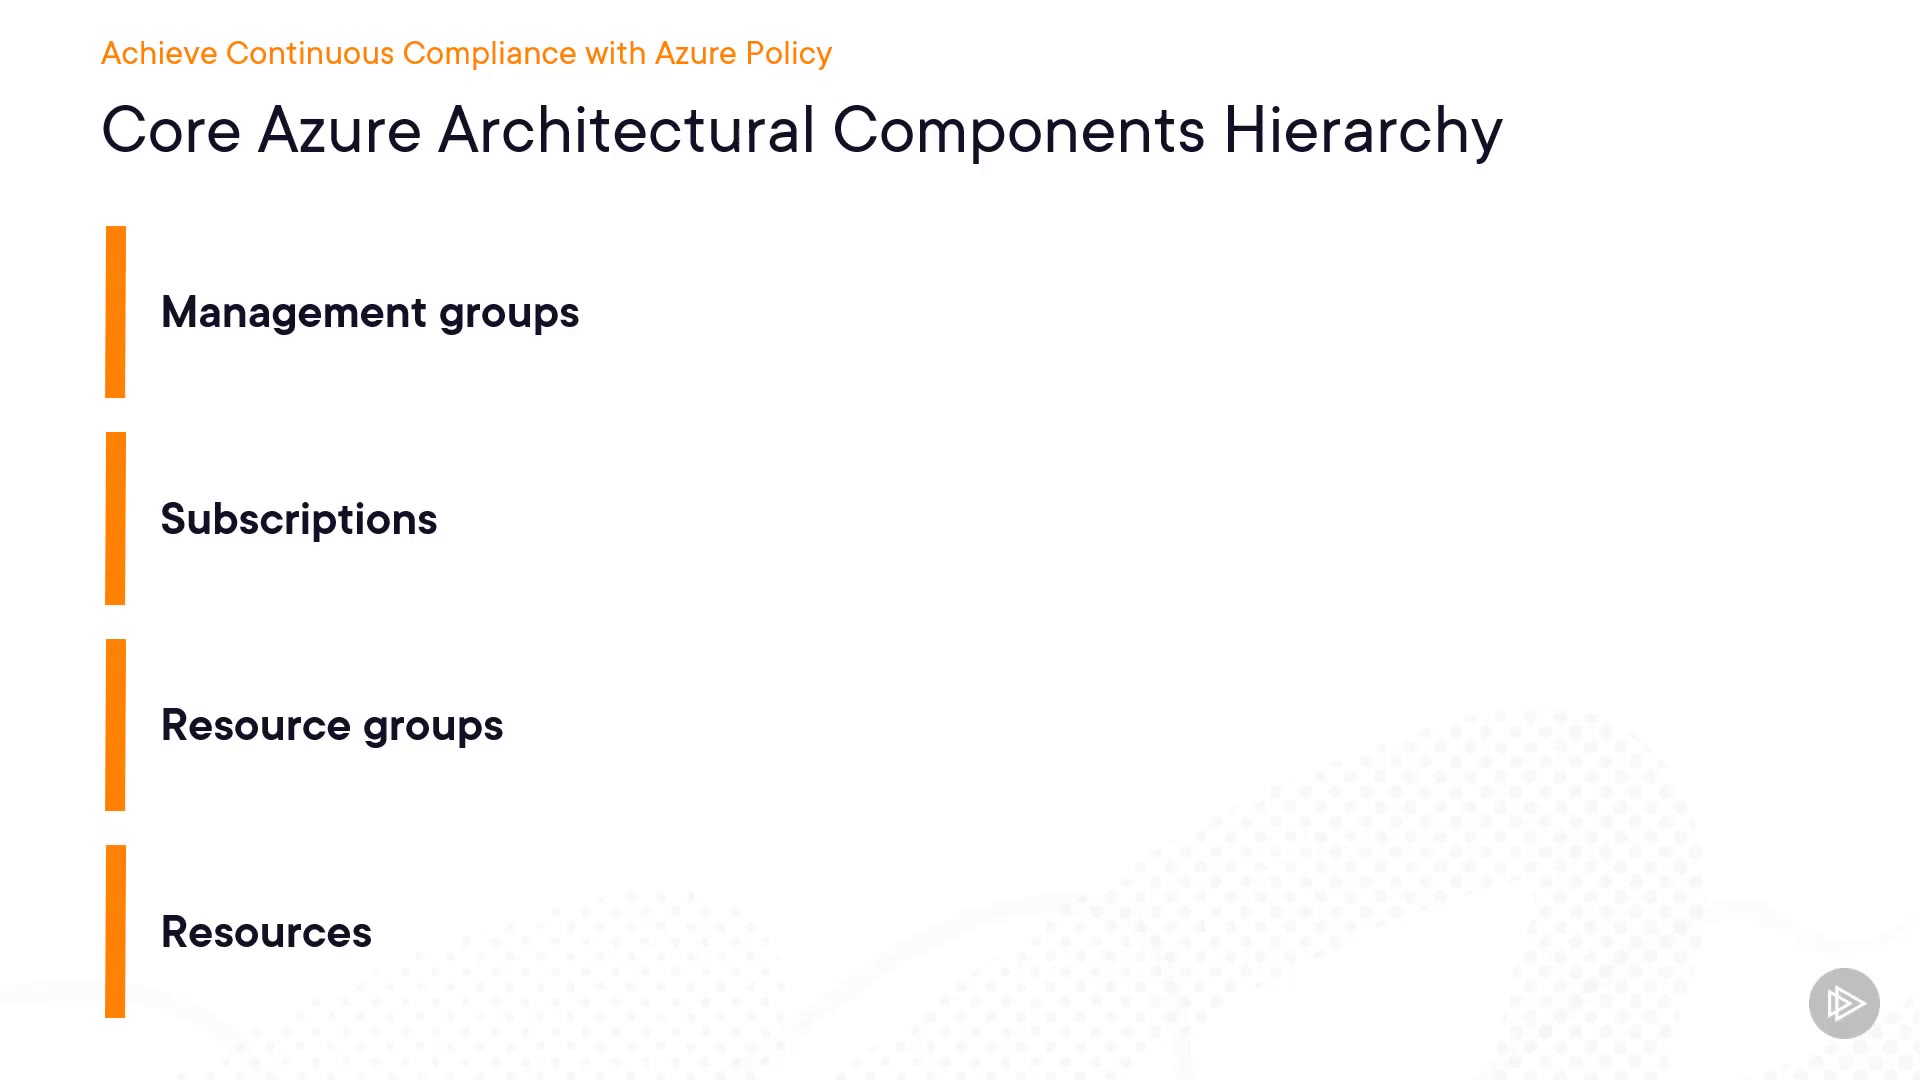 Achieve Continuous Compliance with Azure Policy
Core Azure Architectural Components Hierarchy
Management groups
Subscriptions
Resource groups
Resources